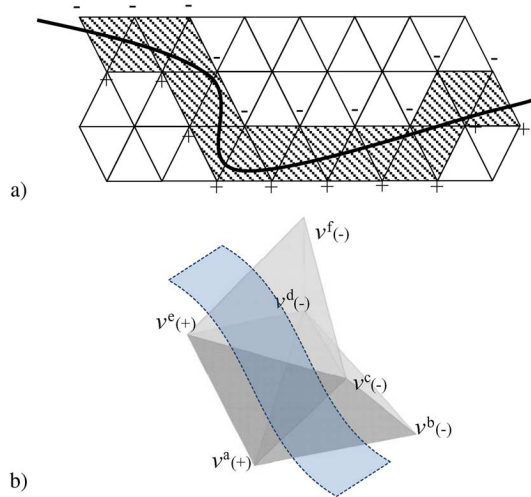 - - -
- - -
+ +
- - - -
+ + +
+ + + + +
a)
vᶠ(-)
vᵈ(-)
vᵉ(+)
vᶜ(-)
vᵇ(-)
vᵃ(+)
b)